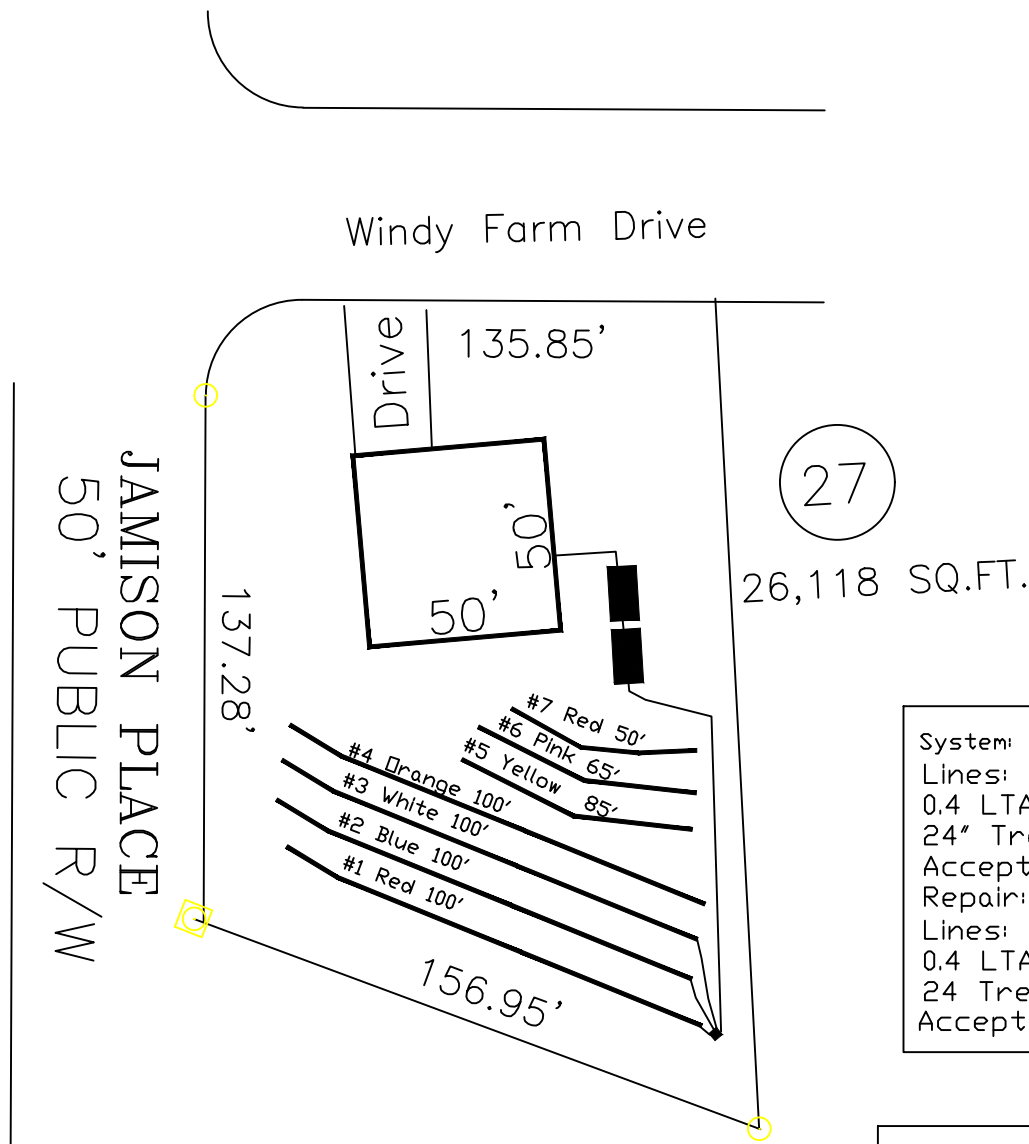 Windy Farm Drive
Drive
135.85'
27
26,118 SQ.FT.
50'
50'
JAMISON PLACE
50' PUBLIC R/W
137.28'
#7 Red 50'
#6 Pink 65'
#5 Yellow 85'
#4 Orange 100'
#3 White 100'
#2 Blue 100'
#1 Red 100'
156.95'
System:
Lines:
0.4 LTA
24" Tre
Accept
Repair:
Lines:
0.4 LTA
24 Tre
Accept